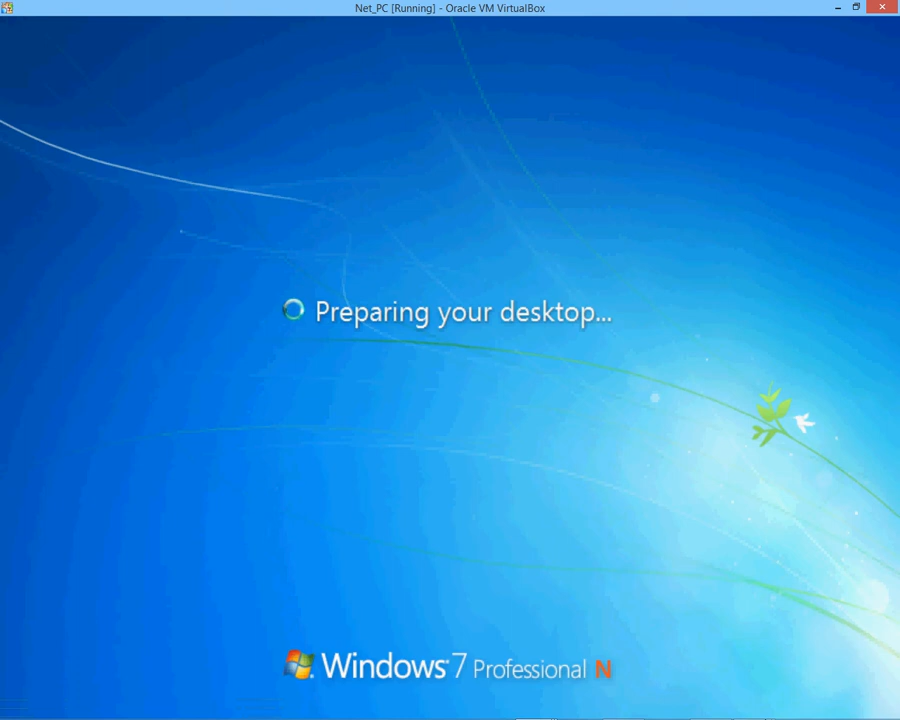 Net_PC [Running] - Oracle VM VirtualBox
Preparing your desktop...
Windows 7 Professional N